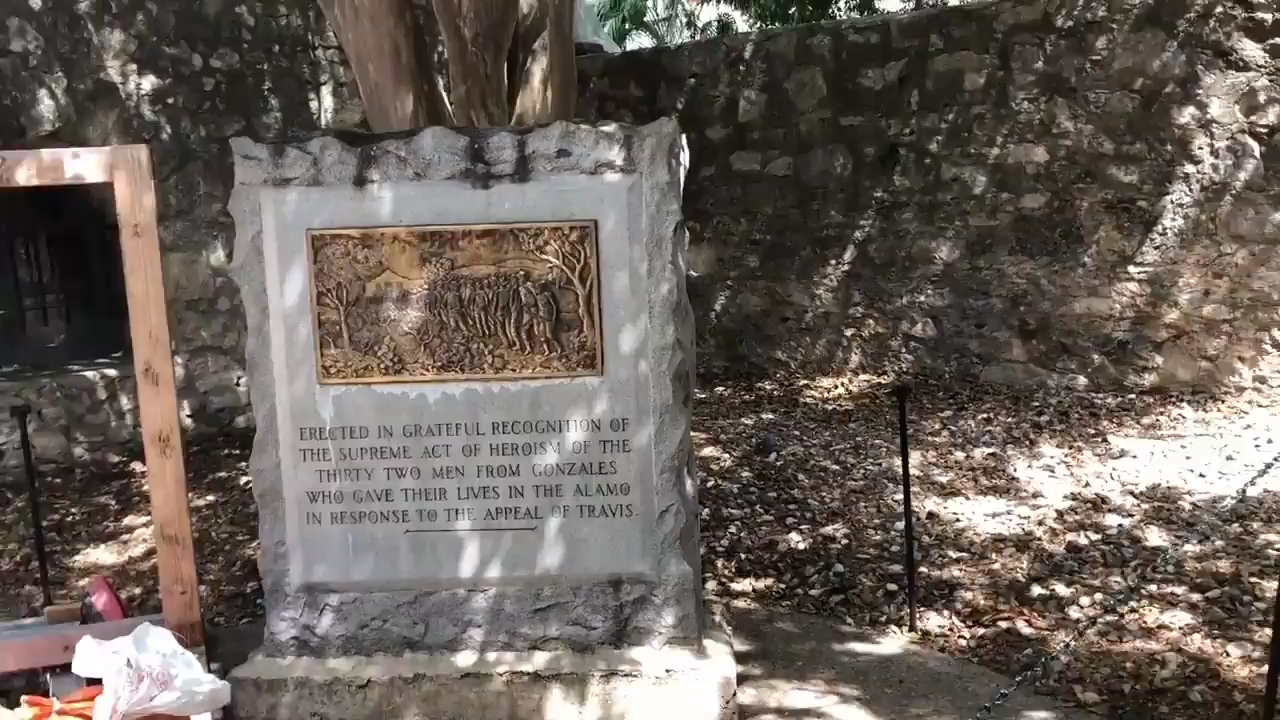 ERECTED IN GRATEFUL RECOGNITION OF
THE SUPREME ACT OF HEROISM OF THE
THIRTY TWO MEN FROM GONZALES
WHO GAVE THEIR LIVES IN THE ALAMO
IN RESPONSE TO THE APPEAL OF TRAVIS.